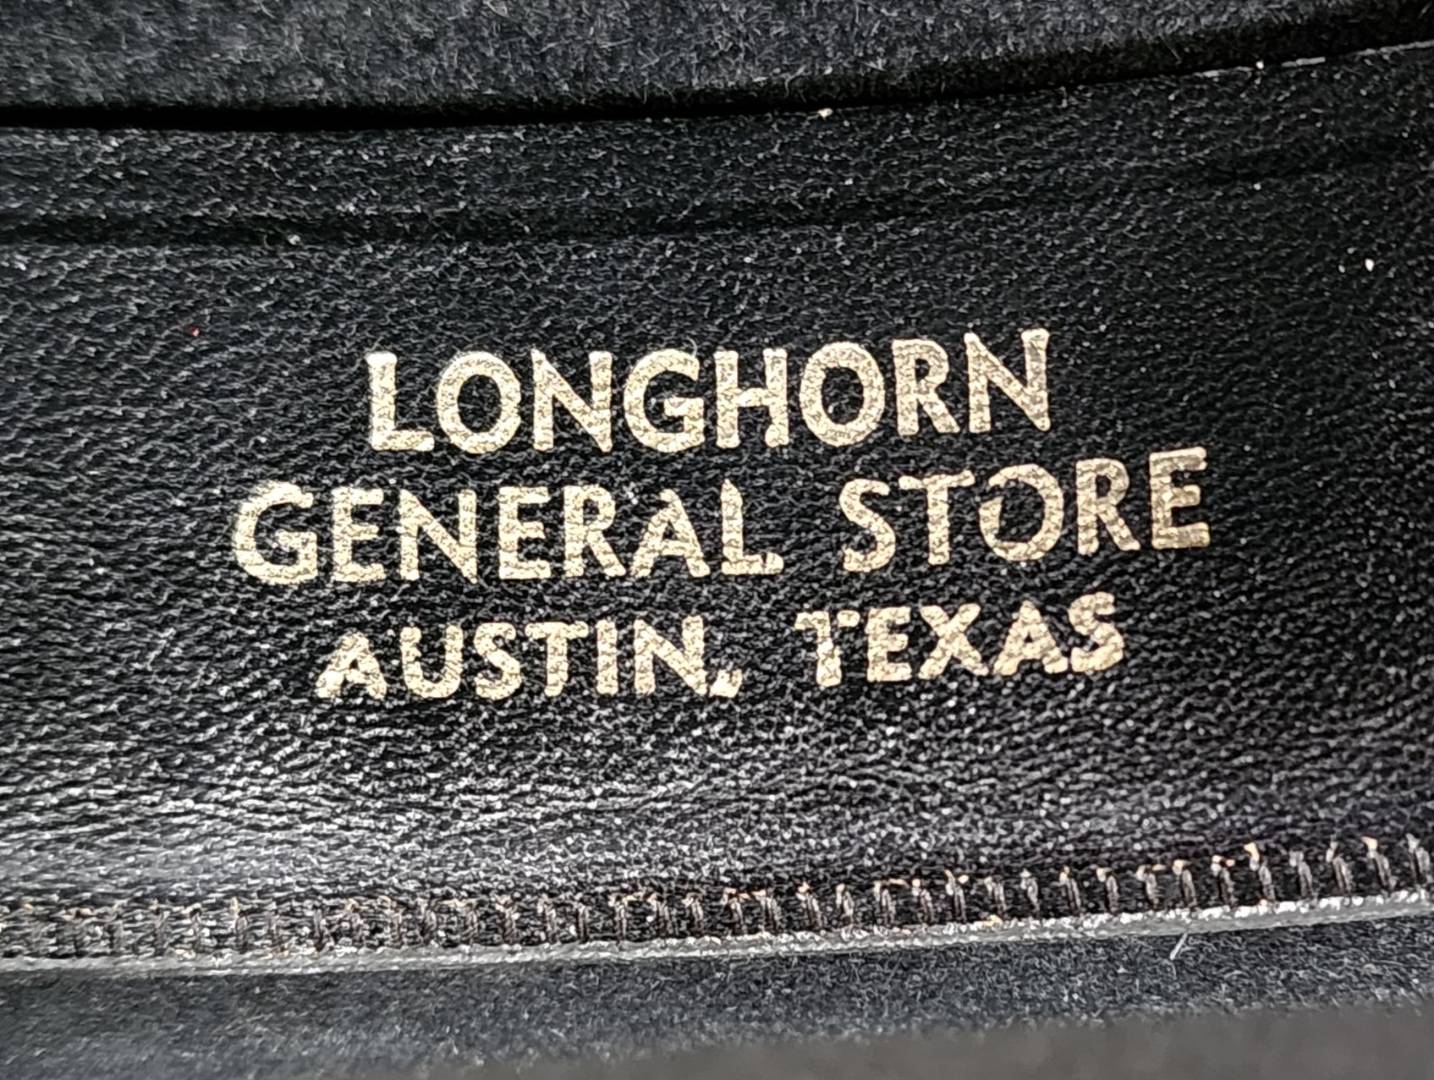 LONGHORN
GENERAL STORE
AUSTIN, TEXAS